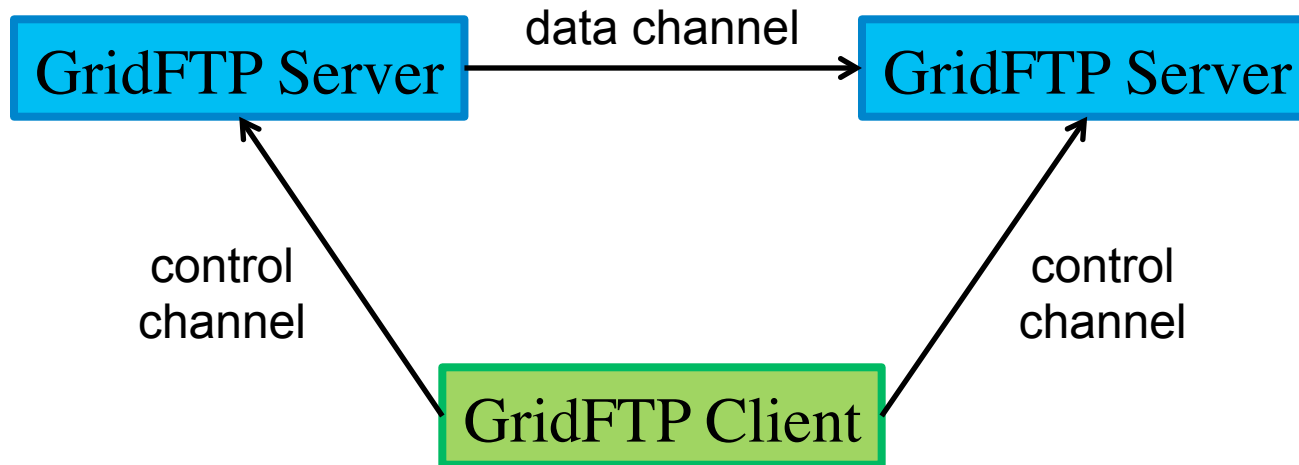 data channel
GridFTP Server
GridFTP Server
control
channel
control
channel
GridFTP Client